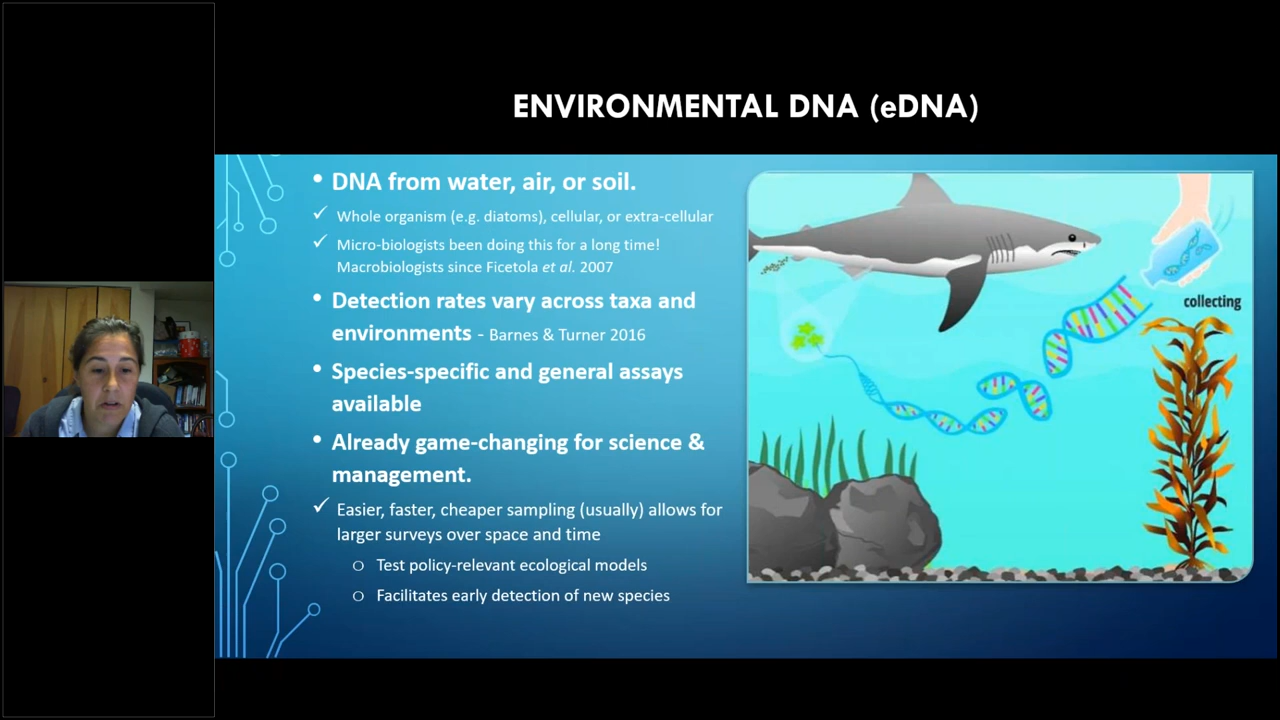 ENVIRONMENTAL DNA (eDNA)
• DNA from water, air, or soil.
✓ Whole organism (e.g. diatoms), cellular, or extra-cellular
✓ Micro-biologists been doing this for a long time!
Macrobiologists since Ficetola et al. 2007
• Detection rates vary across taxa and
environments - Barnes & Turner 2016
• Species-specific and general assays
available
• Already game-changing for science &
management.
✓ Easier, faster, cheaper sampling (usually) allows for
larger surveys over space and time
o Test policy-relevant ecological models
o Facilitates early detection of new species
collecting